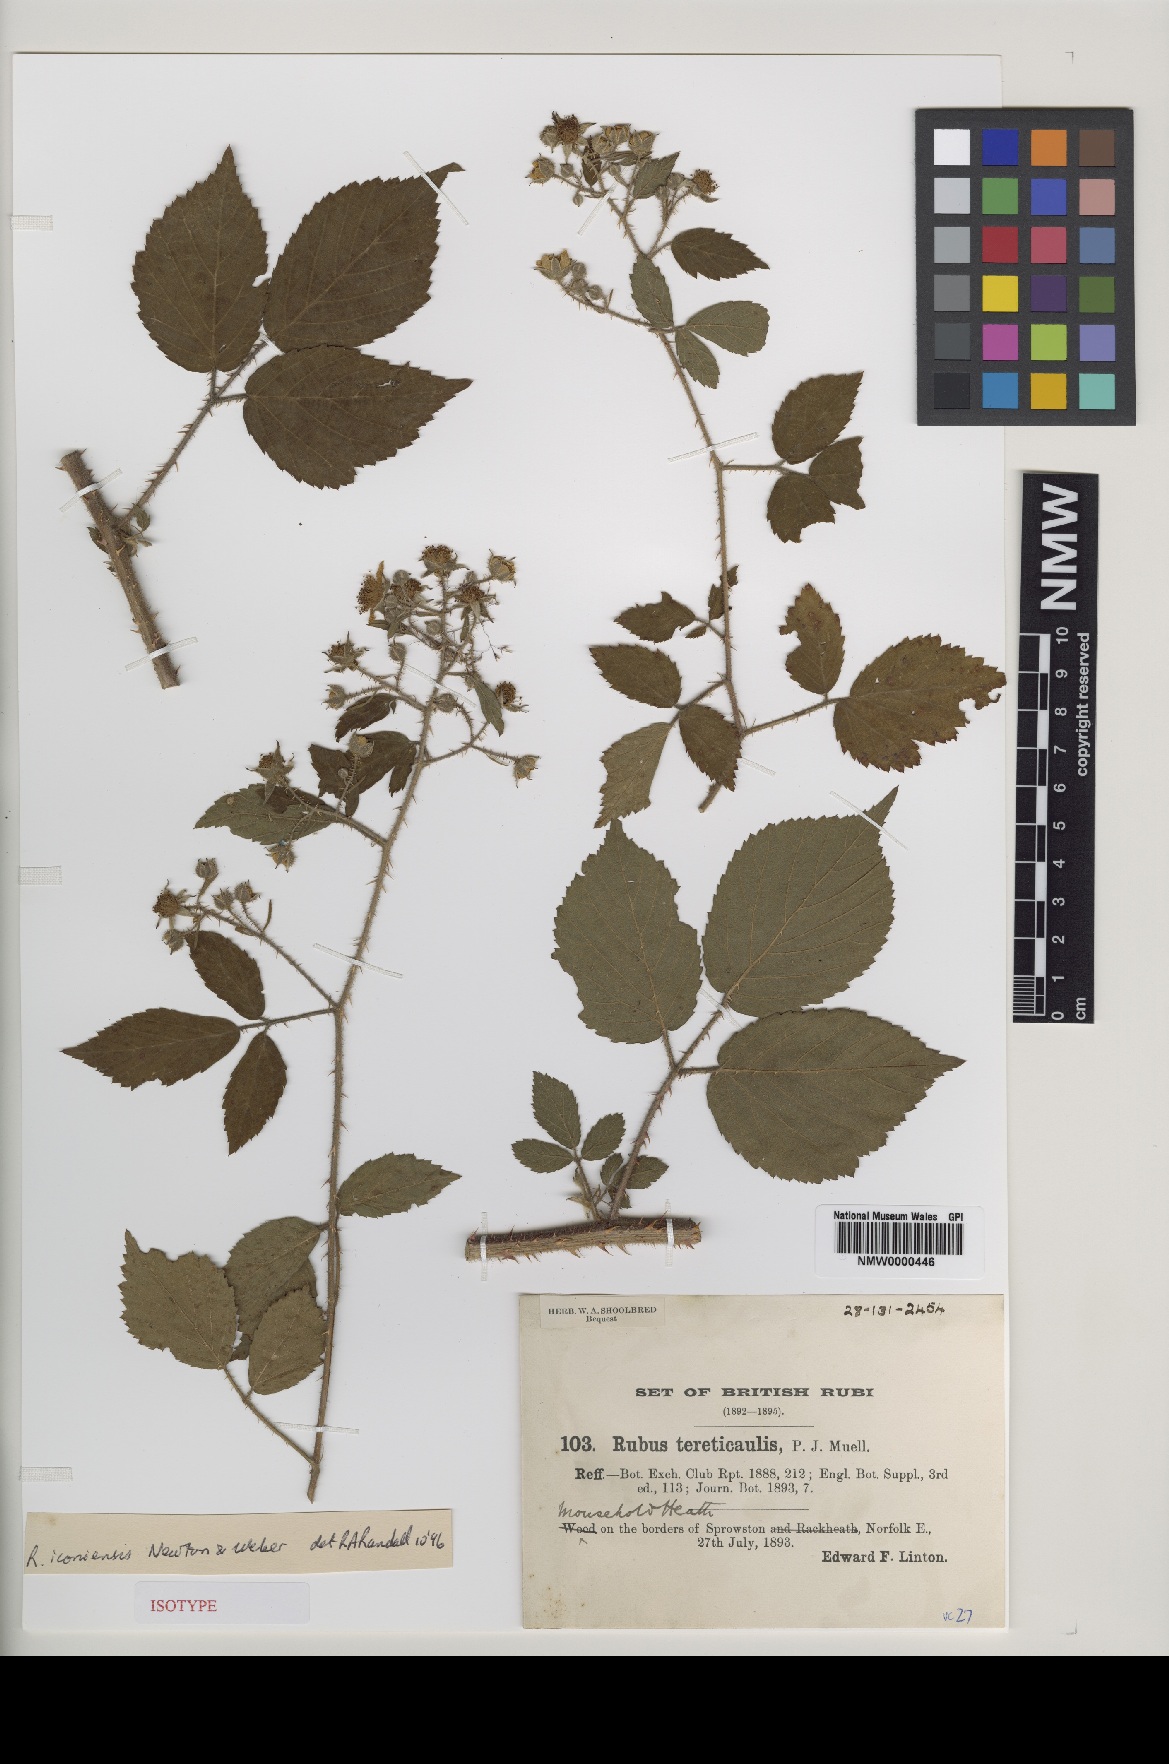 NMW
copyright reserved
0 1 2 3 4 5 6 7 8 9 10
cm
National Museum Wales GPI
NMW0000446
HERB. W. A. SHOOLBRED
Bequest
28-131-2454
SET OF BRITISH RUBI
(1892—1895).
103. Rubus tereticaulis, P. J. Muell.
Reff.—Bot. Exch. Club Rpt. 1888, 212; Engl. Bot. Suppl., 3rd
ed., 113; Journ. Bot. 1893, 7.
Mousehold Heath
Wood on the borders of Sprowston and Rackheath, Norfolk E.,
27th July, 1893.
Edward F. Linton.
vc 27
R. iceniensis Newton & Weber det R A Randall 10'96
ISOTYPE